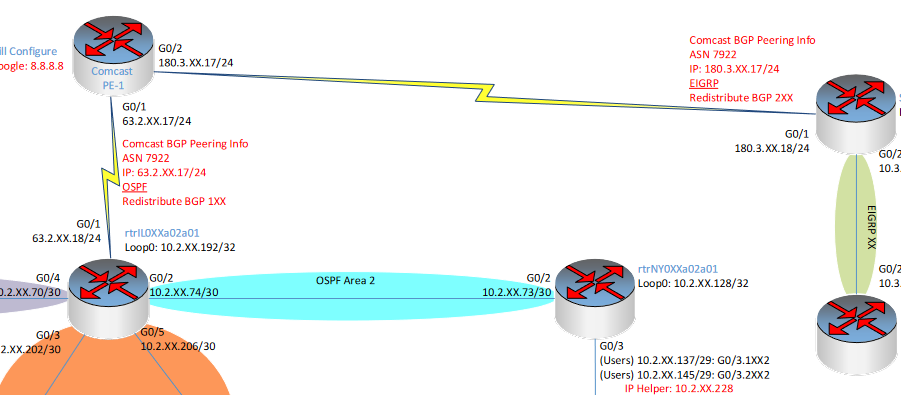 ill Configure
oogle: 8.8.8.8
Comcast
PE-1
G0/2
180.3.XX.17/24
G0/1
63.2.XX.17/24
Comcast BGP Peering Info
ASN 7922
IP: 63.2.XX.17/24
OSPF
Redistribute BGP 1XX
Comcast BGP Peering Info
ASN 7922
IP: 180.3.XX.17/24
EIGRP
Redistribute BGP 2XX
G0/1
180.3.XX.18/24
G0/2
10.3.
EIGRP XX
G0/2
10.3.
G0/1
63.2.XX.18/24
rtrIL0XXa02a01
Loop0: 10.2.XX.192/32
G0/4
0.2.XX.70/30
G0/2
10.2.XX.74/30
OSPF Area 2
G0/2
10.2.XX.73/30
rtrNY0XXa02a01
Loop0: 10.2.XX.128/32
G0/3
2.XX.202/30
G0/5
10.2.XX.206/30
G0/3
(Users) 10.2.XX.137/29: G0/3.1XX2
(Users) 10.2.XX.145/29: G0/3.2XX2
IP Helper: 10.2.XX.228